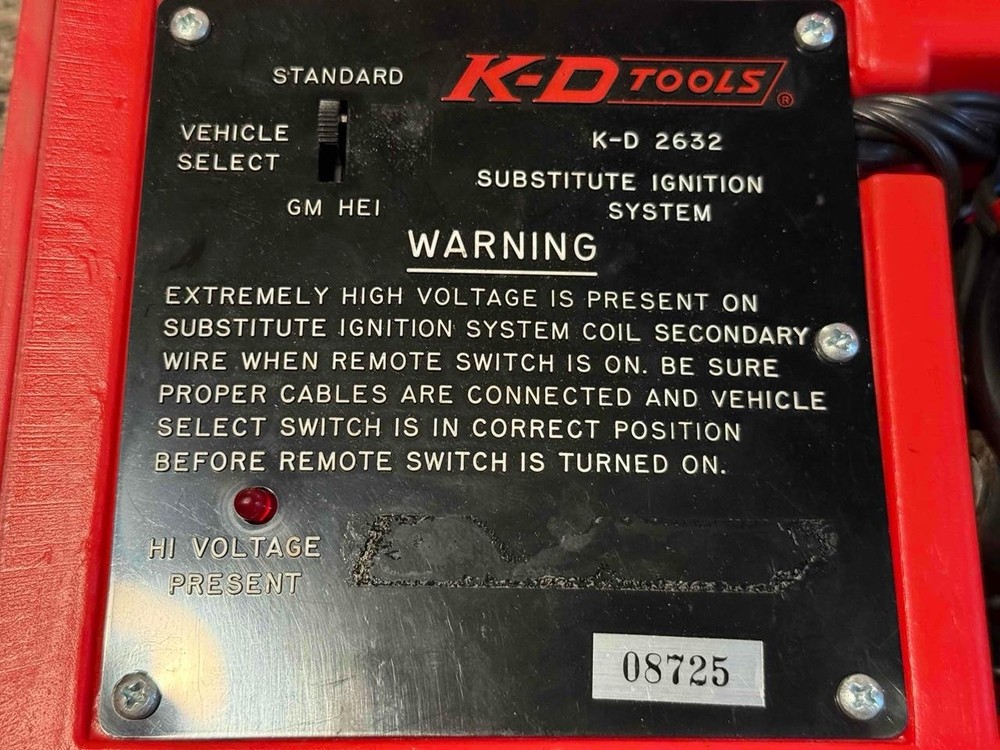 STANDARD
VEHICLE
SELECT
GM HEI
K-D TOOLS ®
K-D 2632
SUBSTITUTE IGNITION
SYSTEM
WARNING
EXTREMELY HIGH VOLTAGE IS PRESENT ON
SUBSTITUTE IGNITION SYSTEM COIL SECONDARY
WIRE WHEN REMOTE SWITCH IS ON. BE SURE
PROPER CABLES ARE CONNECTED AND VEHICLE
SELECT SWITCH IS IN CORRECT POSITION
BEFORE REMOTE SWITCH IS TURNED ON.
HI VOLTAGE
PRESENT
08725